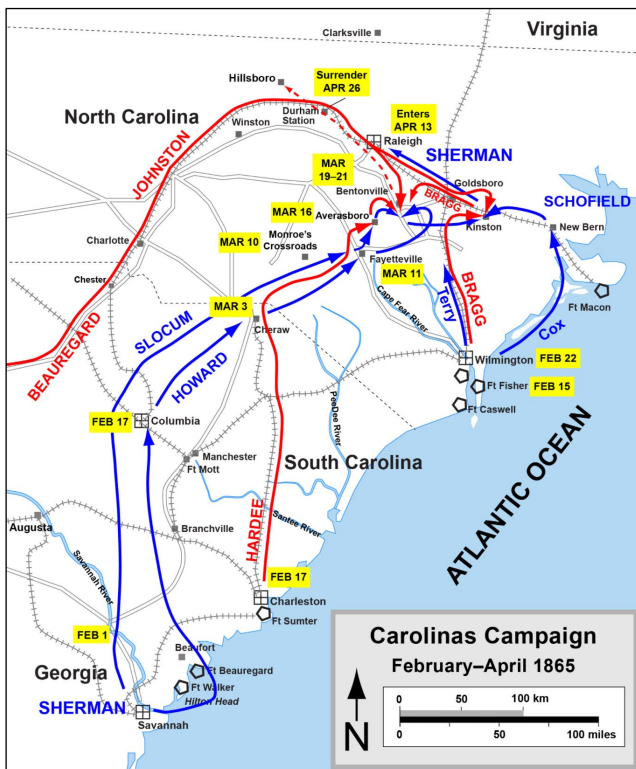 Virginia
Clarksville
Hillsboro
Surrender
APR 26
North Carolina
Durham
Station
Winston
Enters
APR 13
Raleigh
JOHNSTON
MAR
19–21
SHERMAN
Bentonville
Goldsboro
BRAGG
SCHOFIELD
MAR 16
Averasboro
Kinston
New Bern
Charlotte
MAR 10
Monroe's
Crossroads
Fayetteville
MAR 11
Chester
Cape Fear River
Terry
BRAGG
Ft Macon
MAR 3
Cheraw
SLOCUM
BEAUREGARD
HOWARD
Cox
Wilmington
FEB 22
Ft Fisher
FEB 15
Ft Caswell
FEB 17
Columbia
PeeDee River
Manchester
Ft Mott
South Carolina
ATLANTIC OCEAN
Santee River
Augusta
Branchville
HARDEE
Savannah River
FEB 17
Charleston
Ft Sumter
FEB 1
Beaufort
Georgia
Ft Beauregard
Ft Walker
Hilton Head
SHERMAN
Savannah
Carolinas Campaign
February–April 1865
N
0 100 km
0 50 100 miles
50